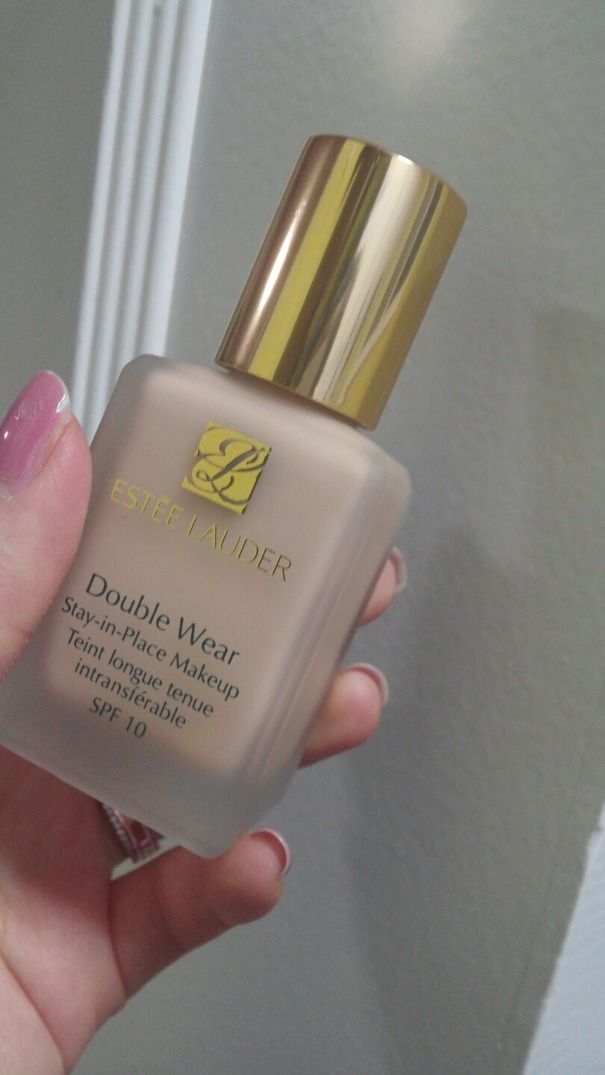 ESTĒE LAUDER
Double Wear
Stay-in-Place Makeup
Teint longue tenue
intransférable
SPF 10